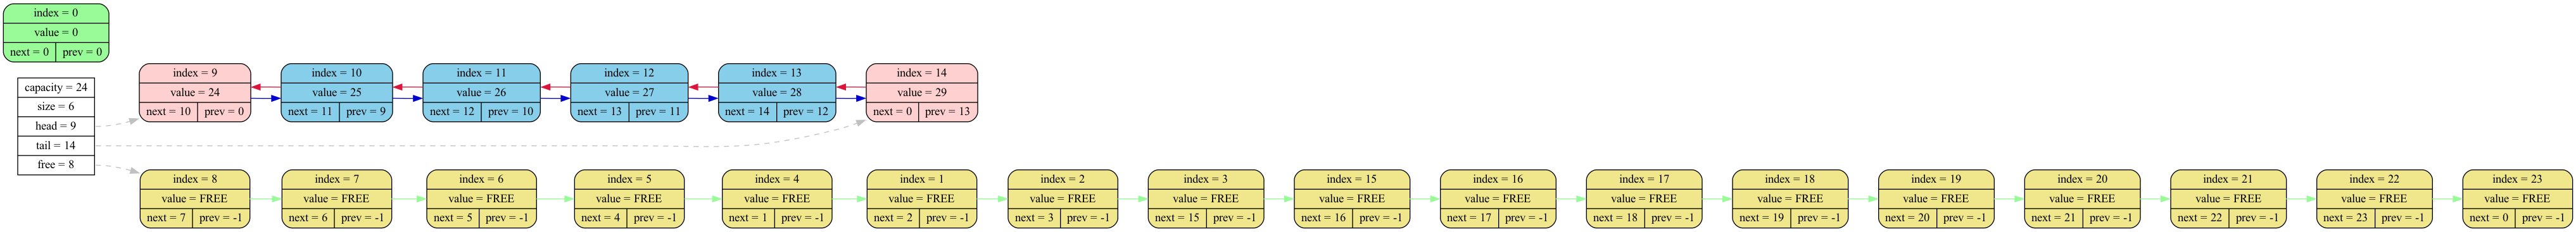 index = 0
value = 0
next = 0 prev = 0
capacity = 24
size = 6
head = 9
tail = 14
free = 8
index = 9
value = 24
next = 10 prev = 0
index = 10
value = 25
next = 11 prev = 9
index = 11
value = 26
next = 12 prev = 10
index = 12
value = 27
next = 13 prev = 11
index = 13
value = 28
next = 14 prev = 12
index = 14
value = 29
next = 0 prev = 13
index = 8
value = FREE
next = 7 prev = -1
index = 7
value = FREE
next = 6 prev = -1
index = 6
value = FREE
next = 5 prev = -1
index = 5
value = FREE
next = 4 prev = -1
index = 4
value = FREE
next = 1 prev = -1
index = 1
value = FREE
next = 2 prev = -1
index = 2
value = FREE
next = 3 prev = -1
index = 3
value = FREE
next = 15 prev = -1
index = 15
value = FREE
next = 16 prev = -1
index = 16
value = FREE
next = 17 prev = -1
index = 17
value = FREE
next = 18 prev = -1
index = 18
value = FREE
next = 19 prev = -1
index = 19
value = FREE
next = 20 prev = -1
index = 20
value = FREE
next = 21 prev = -1
index = 21
value = FREE
next = 22 prev = -1
index = 22
value = FREE
next = 23 prev = -1
index = 23
value = FREE
next = 0 prev = -1